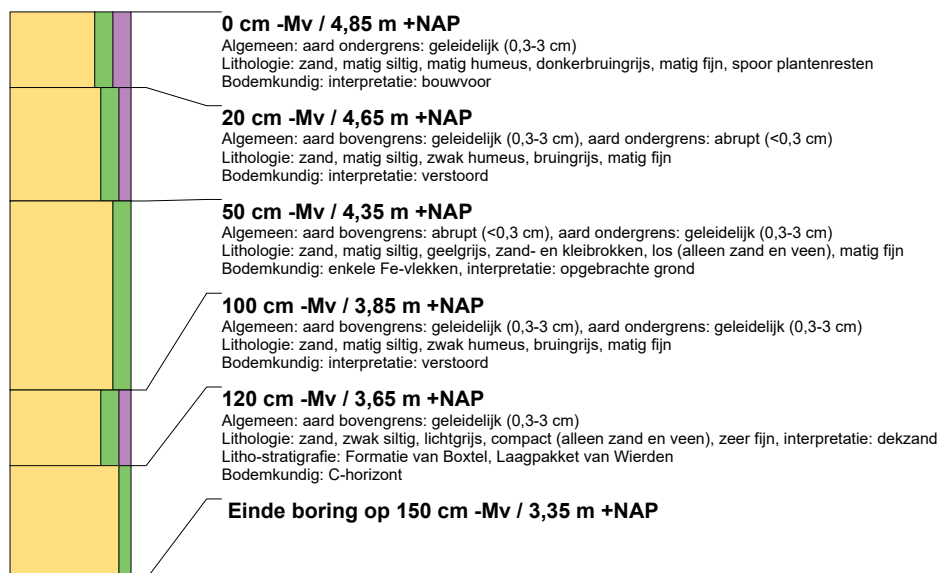 0 cm -Mv / 4,85 m +NAP
Algemeen: aard ondergrens: geleidelijk (0,3-3 cm)
Lithologie: zand, matig siltig, matig humeus, donkerbruingrijs, matig fijn, spoor plantenresten
Bodemkundig: interpretatie: bouwvoor
20 cm -Mv / 4,65 m +NAP
Algemeen: aard bovengrens: geleidelijk (0,3-3 cm), aard ondergrens: abrupt (<0,3 cm)
Lithologie: zand, matig siltig, zwak humeus, bruingrijs, matig fijn
Bodemkundig: interpretatie: verstoord
50 cm -Mv / 4,35 m +NAP
Algemeen: aard bovengrens: abrupt (<0,3 cm), aard ondergrens: geleidelijk (0,3-3 cm)
Lithologie: zand, matig siltig, geelgrijs, zand- en kleibrokken, los (alleen zand en veen), matig fijn
Bodemkundig: enkele Fe-vlekken, interpretatie: opgebrachte grond
100 cm -Mv / 3,85 m +NAP
Algemeen: aard bovengrens: geleidelijk (0,3-3 cm), aard ondergrens: geleidelijk (0,3-3 cm)
Lithologie: zand, matig siltig, zwak humeus, bruingrijs, matig fijn
Bodemkundig: interpretatie: verstoord
120 cm -Mv / 3,65 m +NAP
Algemeen: aard bovengrens: geleidelijk (0,3-3 cm)
Lithologie: zand, zwak siltig, lichtgrijs, compact (alleen zand en veen), zeer fijn, interpretatie: dekzand
Litho-stratigrafie: Formatie van Boxtel, Laagpakket van Wierden
Bodemkundig: C-horizont
Einde boring op 150 cm -Mv / 3,35 m +NAP